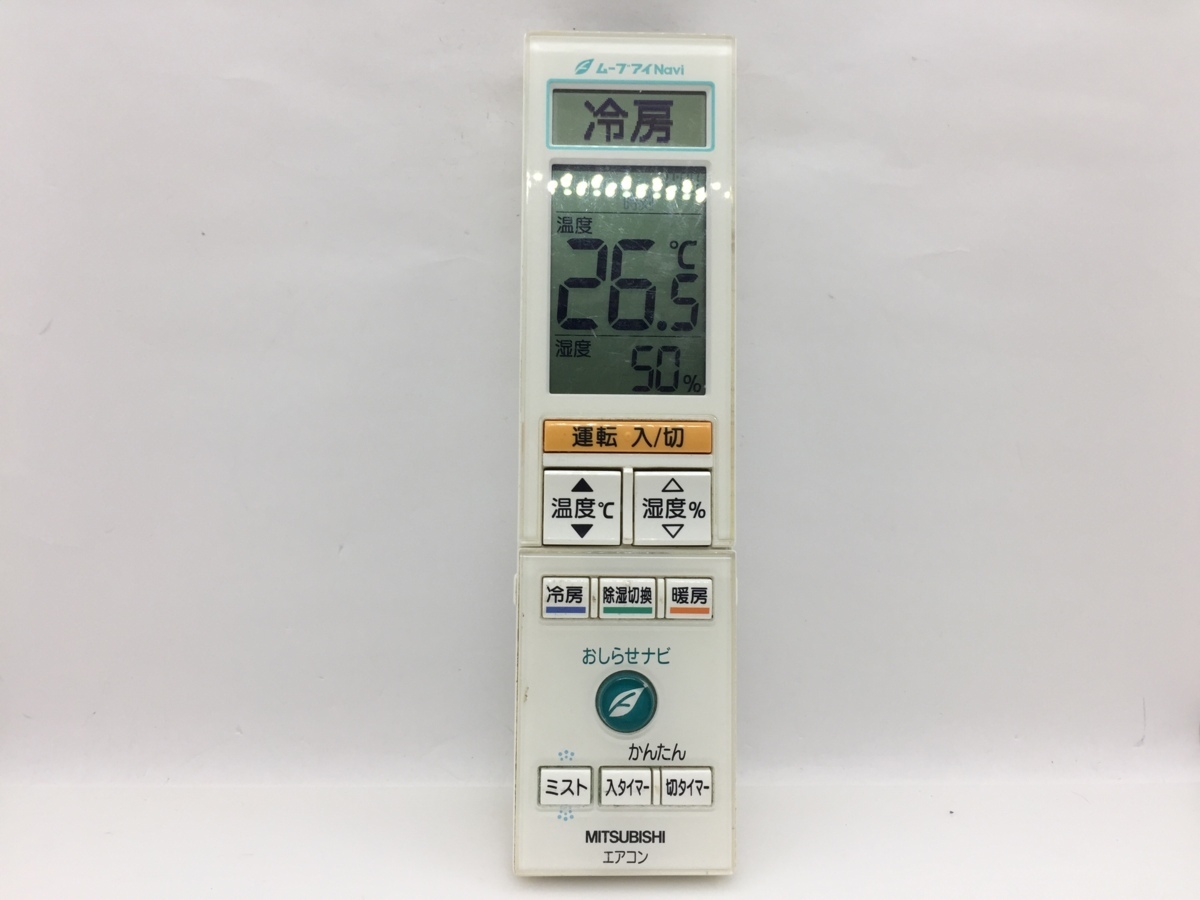 ムーブアイNavi
冷房
温度
26.5℃
湿度
50%
運転 入/切
温度℃ 湿度%
冷房 除湿切換 暖房
おしらせナビ
かんたん
ミスト 入タイマー 切タイマー
MITSUBISHI
エアコン